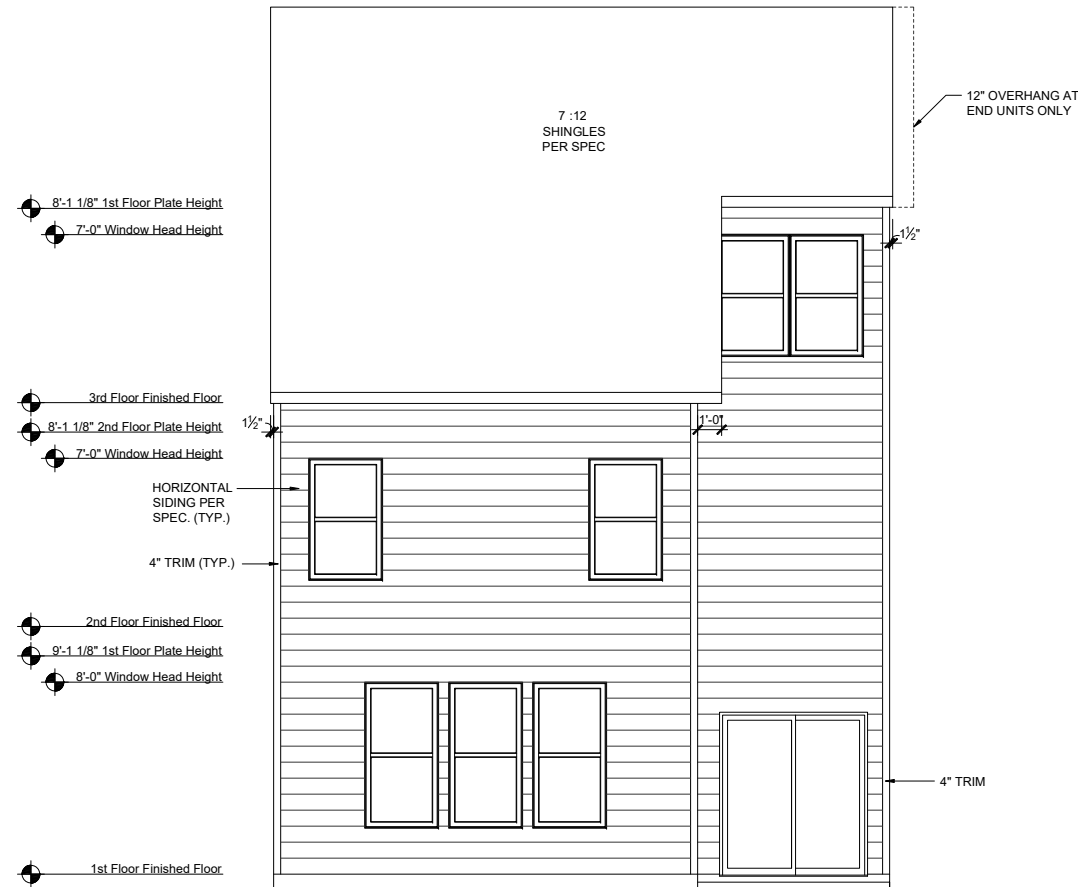 7 :12
SHINGLES
PER SPEC
12" OVERHANG AT
END UNITS ONLY
8'-1 1/8" 1st Floor Plate Height
7'-0" Window Head Height
1½"
3rd Floor Finished Floor
1½"
8'-1 1/8" 2nd Floor Plate Height
1'-0"
7'-0" Window Head Height
HORIZONTAL
SIDING PER
SPEC. (TYP.)
4" TRIM (TYP.)
2nd Floor Finished Floor
9'-1 1/8" 1st Floor Plate Height
8'-0" Window Head Height
4" TRIM
1st Floor Finished Floor